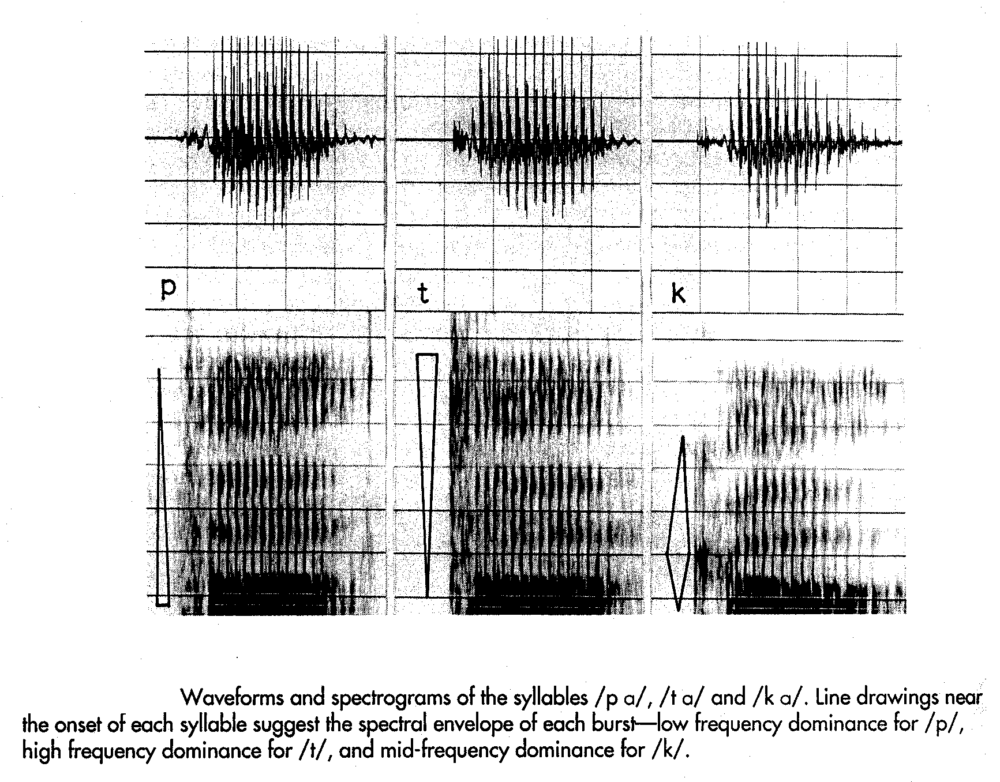 p t k
Waveforms and spectrograms of the syllables /p a/, /t a/ and /k a/. Line drawings near
the onset of each syllable suggest the spectral envelope of each burst—low frequency dominance for /p/,
high frequency dominance for /t/, and mid-frequency dominance for /k/.